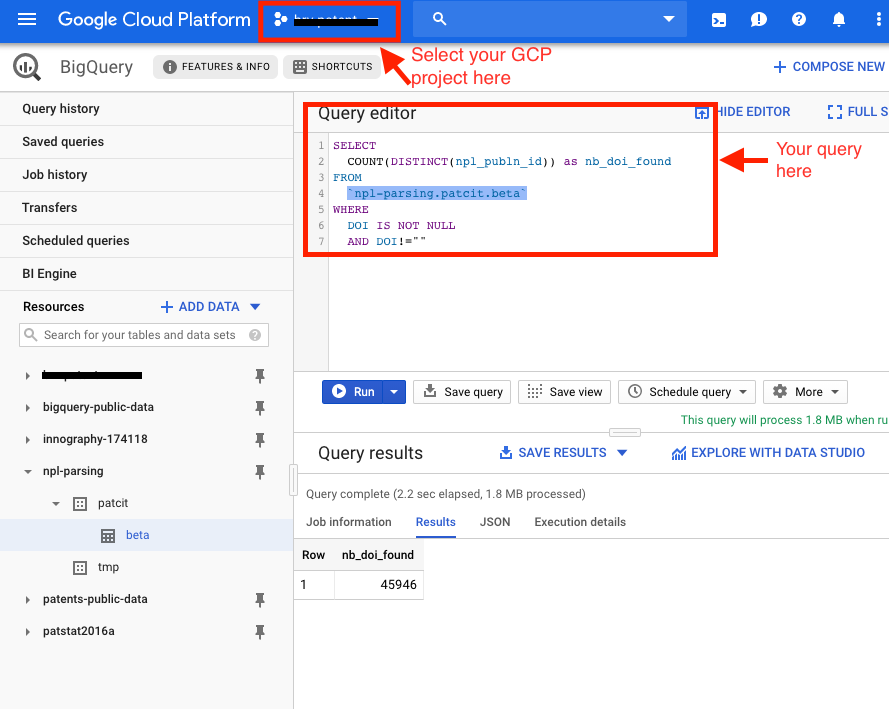 Google Cloud Platform
Select your GCP
project here
BigQuery
FEATURES & INFO
SHORTCUTS
COMPOSE NEW
Query history
Saved queries
Job history
Transfers
Scheduled queries
BI Engine
Resources
ADD DATA
Search for your tables and data sets
bigquery-public-data
innography-174118
npl-parsing
patcit
beta
tmp
patents-public-data
patstat2016a
Query editor
HIDE EDITOR
FULL S
1 SELECT
2 COUNT(DISTINCT(npl_publn_id)) as nb_doi_found
3 FROM
4 `npl-parsing.patcit.beta`
5 WHERE
6 DOI IS NOT NULL
7 AND DOI!=""
Your query
here
Run
Save query
Save view
Schedule query
More
This query will process 1.8 MB when ru
Query results
SAVE RESULTS
EXPLORE WITH DATA STUDIO
Query complete (2.2 sec elapsed, 1.8 MB processed)
Job information Results JSON Execution details
Row nb_doi_found
1 45946